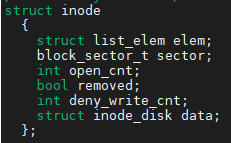 struct inode
  {
    struct list_elem elem;
    block_sector_t sector;
    int open_cnt;
    bool removed;
    int deny_write_cnt;
    struct inode_disk data;
  };